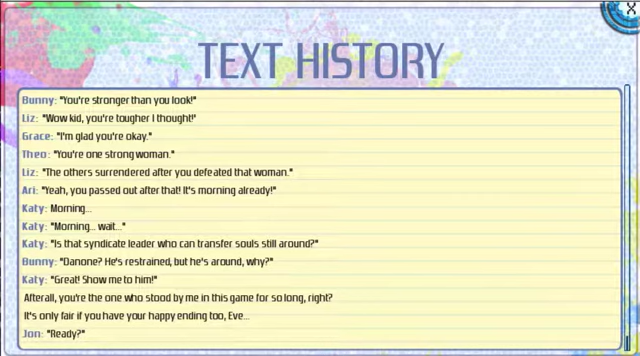 TEXT HISTORY
Bunny: "You're stronger than you look!"
Liz: "Wow kid, you're tougher I thought!"
Grace: "I'm glad you're okay."
Theo: "You're one strong woman."
Liz: "The others surrendered after you defeated that woman."
Ari: "Yeah, you passed out after that! It's morning already!"
Katy: Morning...
Katy: "Morning... wait..."
Katy: "Is that syndicate leader who can transfer souls still around?"
Bunny: "Danone? He's restrained, but he's around, why?"
Katy: "Great! Show me to him!"
Afterall, you're the one who stood by me in this game for so long, right?
It's only fair if you have your happy ending too, Eve...
Jon: "Ready?"